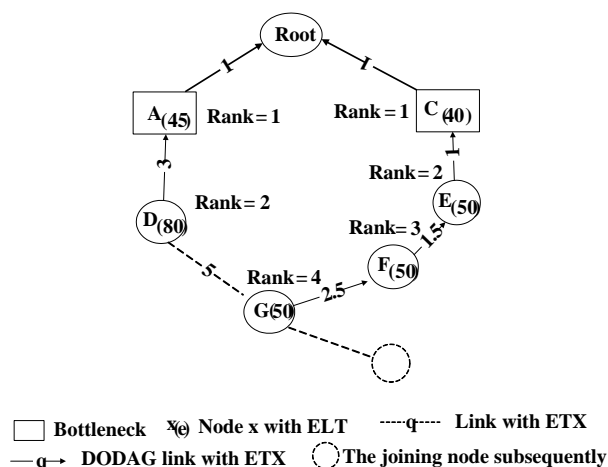 Root
1
1
A(45)
Rank= 1
Rank= 1
C(40)
3
1
Rank= 2
Rank= 2
D(80)
E(50)
Rank= 3
1.5
5
Rank= 4
F(50)
2.5
G(50
Bottleneck
x(e) Node x with ELT
q
Link with ETX
q
DODAG link with ETX
The joining node subsequently